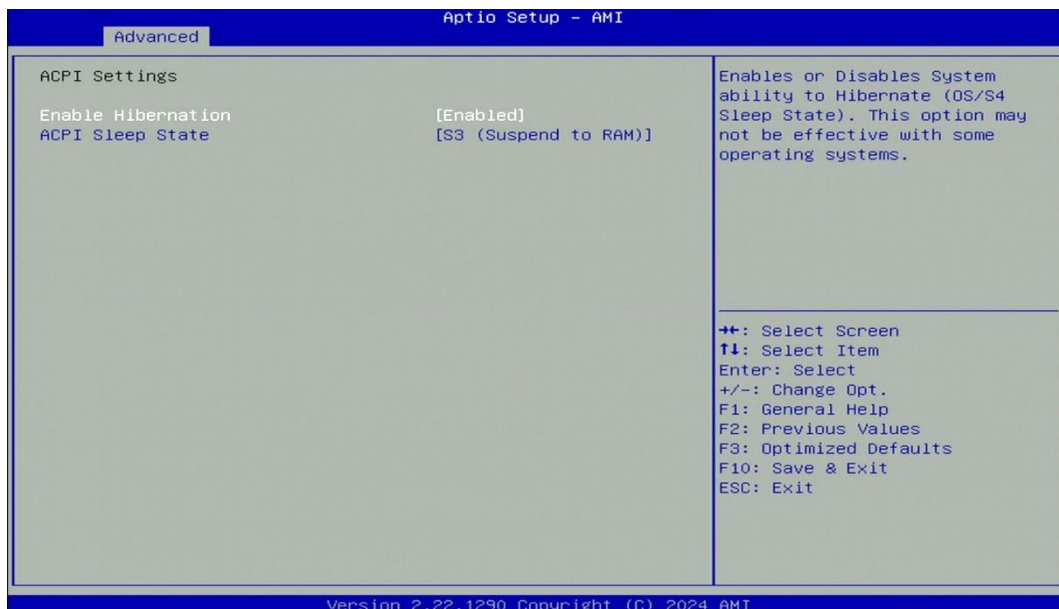 Aptio Setup – AMI
Advanced
ACPI Settings
Enable Hibernation [Enabled]
ACPI Sleep State [S3 (Suspend to RAM)]
Enables or Disables System
ability to Hibernate (OS/S4
Sleep State). This option may
not be effective with some
operating systems.
→←: Select Screen
↑↓: Select Item
Enter: Select
+/-: Change Opt.
F1: General Help
F2: Previous Values
F3: Optimized Defaults
F10: Save & Exit
ESC: Exit
Version 2.22.1290 Copyright (C) 2024 AMI